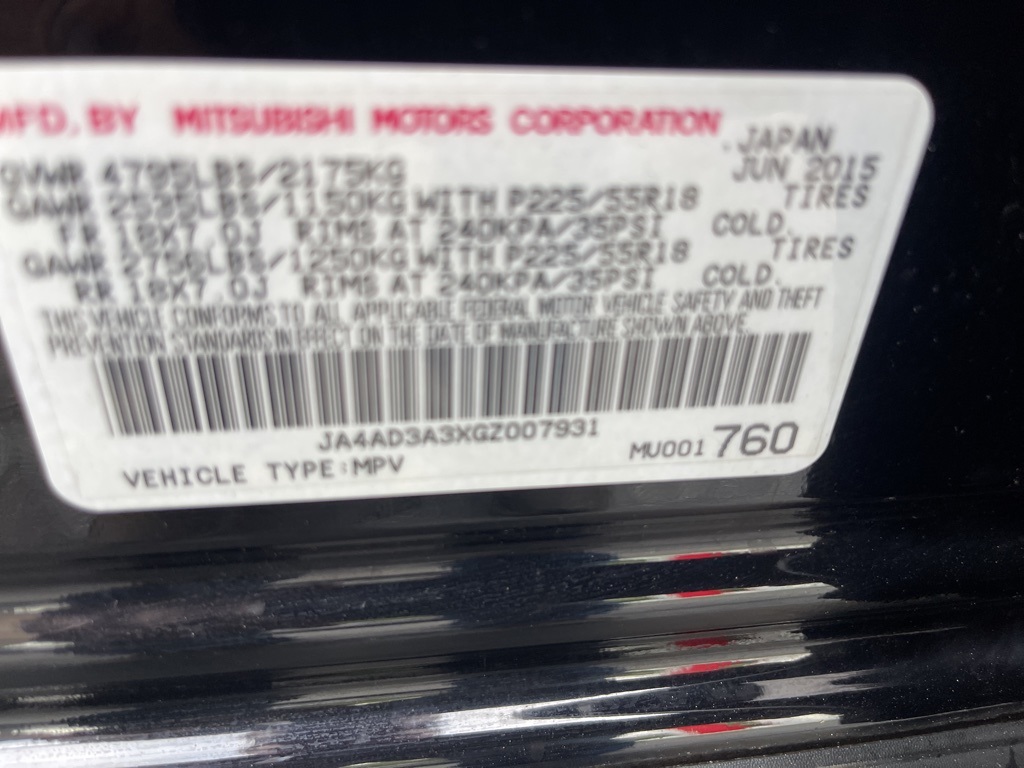 MFD. BY MITSUBISHI MOTORS CORPORATION . JAPAN
GVWR 4795LBS/2175KG JUN 2015
GAWR 2535LBS/1150KG WITH P225/55R18 TIRES
FR 18X7.0J RIMS AT 240KPA/35PSI COLD.
GAWR 2756LBS/1250KG WITH P225/55R18 TIRES
RR 18X7.0J RIMS AT 240KPA/35PSI COLD.
THIS VEHICLE CONFORMS TO ALL APPLICABLE FEDERAL MOTOR VEHICLE SAFETY AND THEFT
PREVENTION STANDARDS IN EFFECT ON THE DATE OF MANUFACTURE SHOWN ABOVE.
JA4AD3A3XGZ007931
VEHICLE TYPE:MPV MU001760